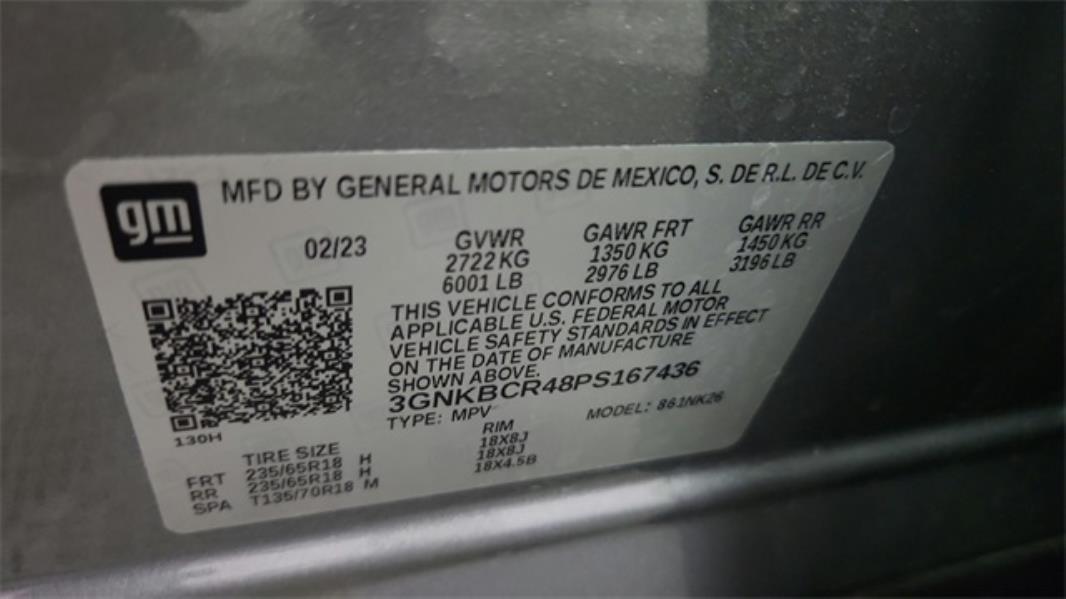 gm
MFD BY GENERAL MOTORS DE MEXICO, S. DE R.L. DE C.V.
02/23
GVWR
2722 KG
6001 LB
GAWR FRT
1350 KG
2976 LB
GAWR RR
1450 KG
3196 LB
THIS VEHICLE CONFORMS TO ALL
APPLICABLE U.S. FEDERAL MOTOR
VEHICLE SAFETY STANDARDS IN EFFECT
ON THE DATE OF MANUFACTURE
SHOWN ABOVE.
3GNKBCR48PS167436
TYPE: MPV
MODEL: 861NK26
130H
TIRE SIZE RIM
FRT 235/65R18 H 18X8J
RR 235/65R18 H 18X8J
SPA T135/70R18 M 18X4.5B